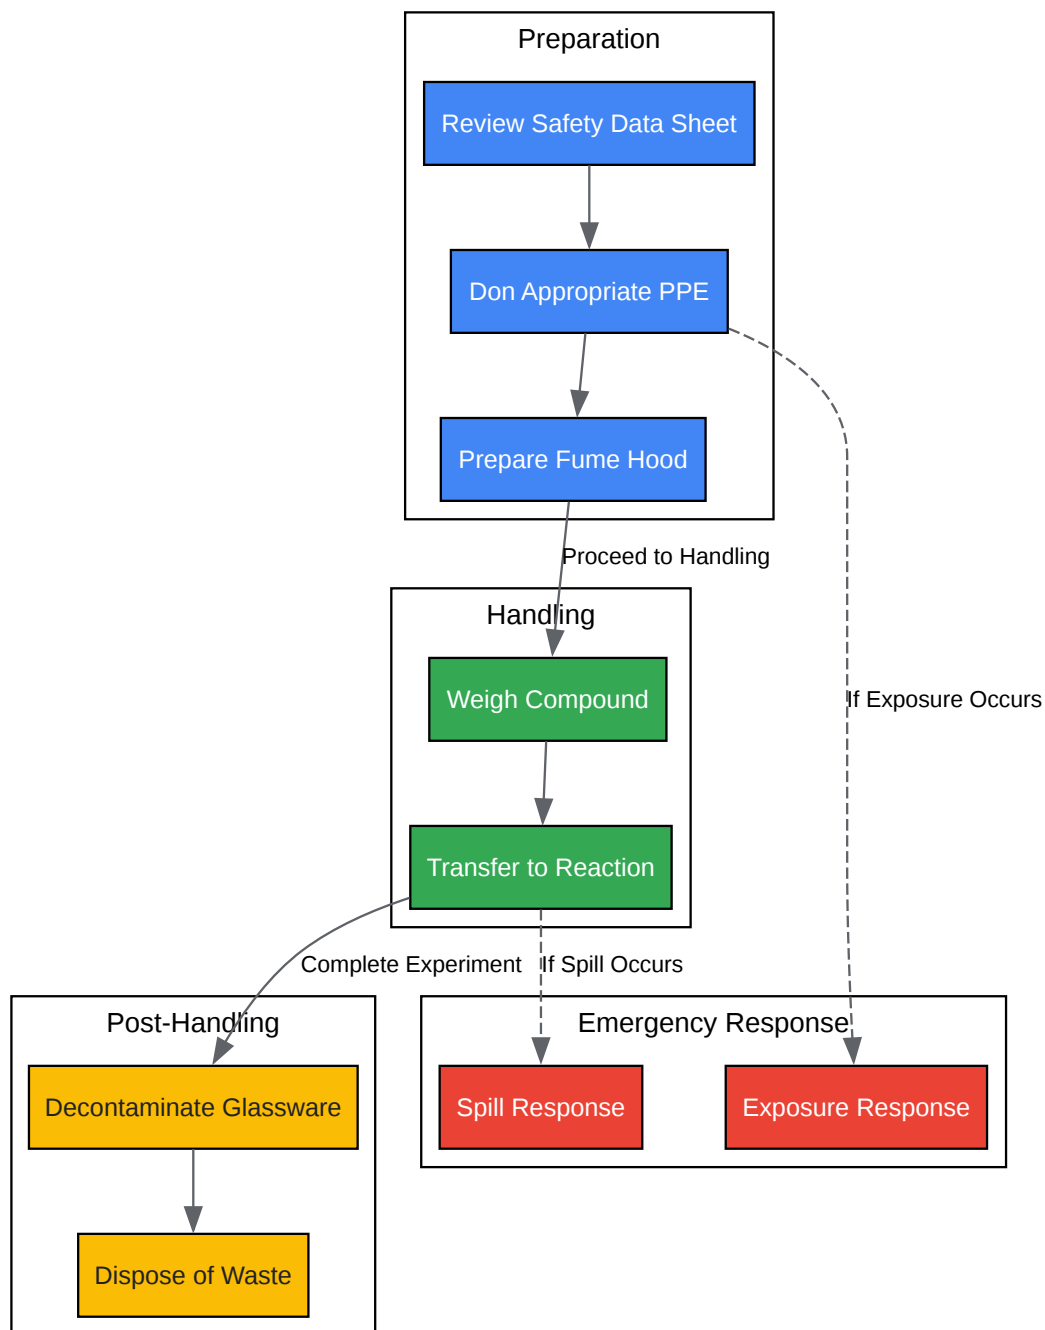 Preparation
Review Safety Data Sheet
Don Appropriate PPE
Prepare Fume Hood
Proceed to Handling
Handling
Weigh Compound
If Exposure Occurs
Transfer to Reaction
Complete Experiment
If Spill Occurs
Post-Handling
Emergency Response
Decontaminate Glassware
Spill Response
Exposure Response
Dispose of Waste